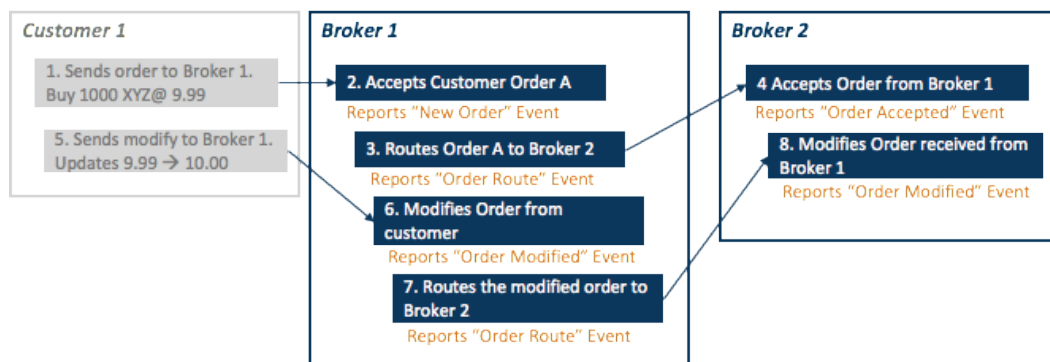 Customer 1
1. Sends order to Broker 1.
Buy 1000 XYZ@ 9.99
5. Sends modify to Broker 1.
Updates 9.99 → 10.00
Broker 1
2. Accepts Customer Order A
Reports "New Order" Event
3. Routes Order A to Broker 2
Reports "Order Route" Event
6. Modifies Order from
customer
Reports "Order Modified" Event
7. Routes the modified order to
Broker 2
Reports "Order Route" Event
Broker 2
4 Accepts Order from Broker 1
Reports "Order Accepted" Event
8. Modifies Order received from
Broker 1
Reports "Order Modified" Event